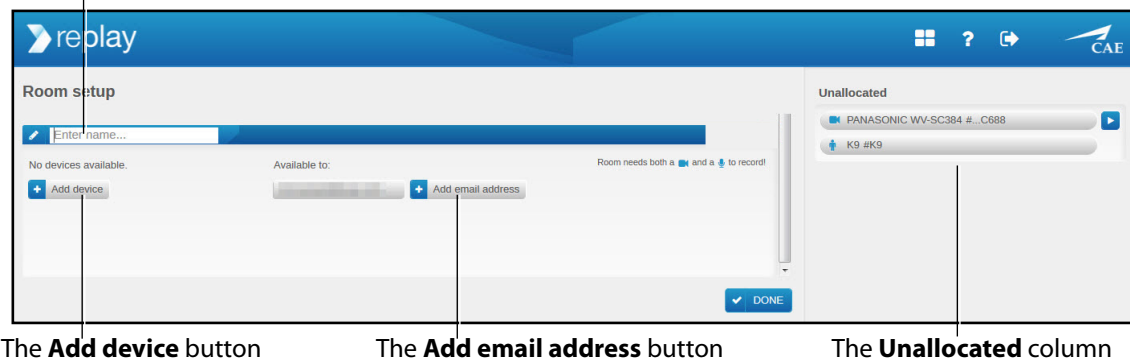 replay
CAE
Room setup
Unallocated
Enter name...
PANASONIC WV-SC384 #...C688
K9 #K9
No devices available.
Available to:
Room needs both a and a to record!
Add device
Add email address
DONE
The Add device button
The Add email address button
The Unallocated column